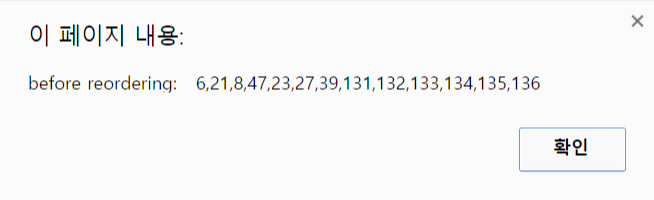 이 페이지 내용:
before reordering: 6,21,8,47,23,27,39,131,132,133,134,135,136
확인